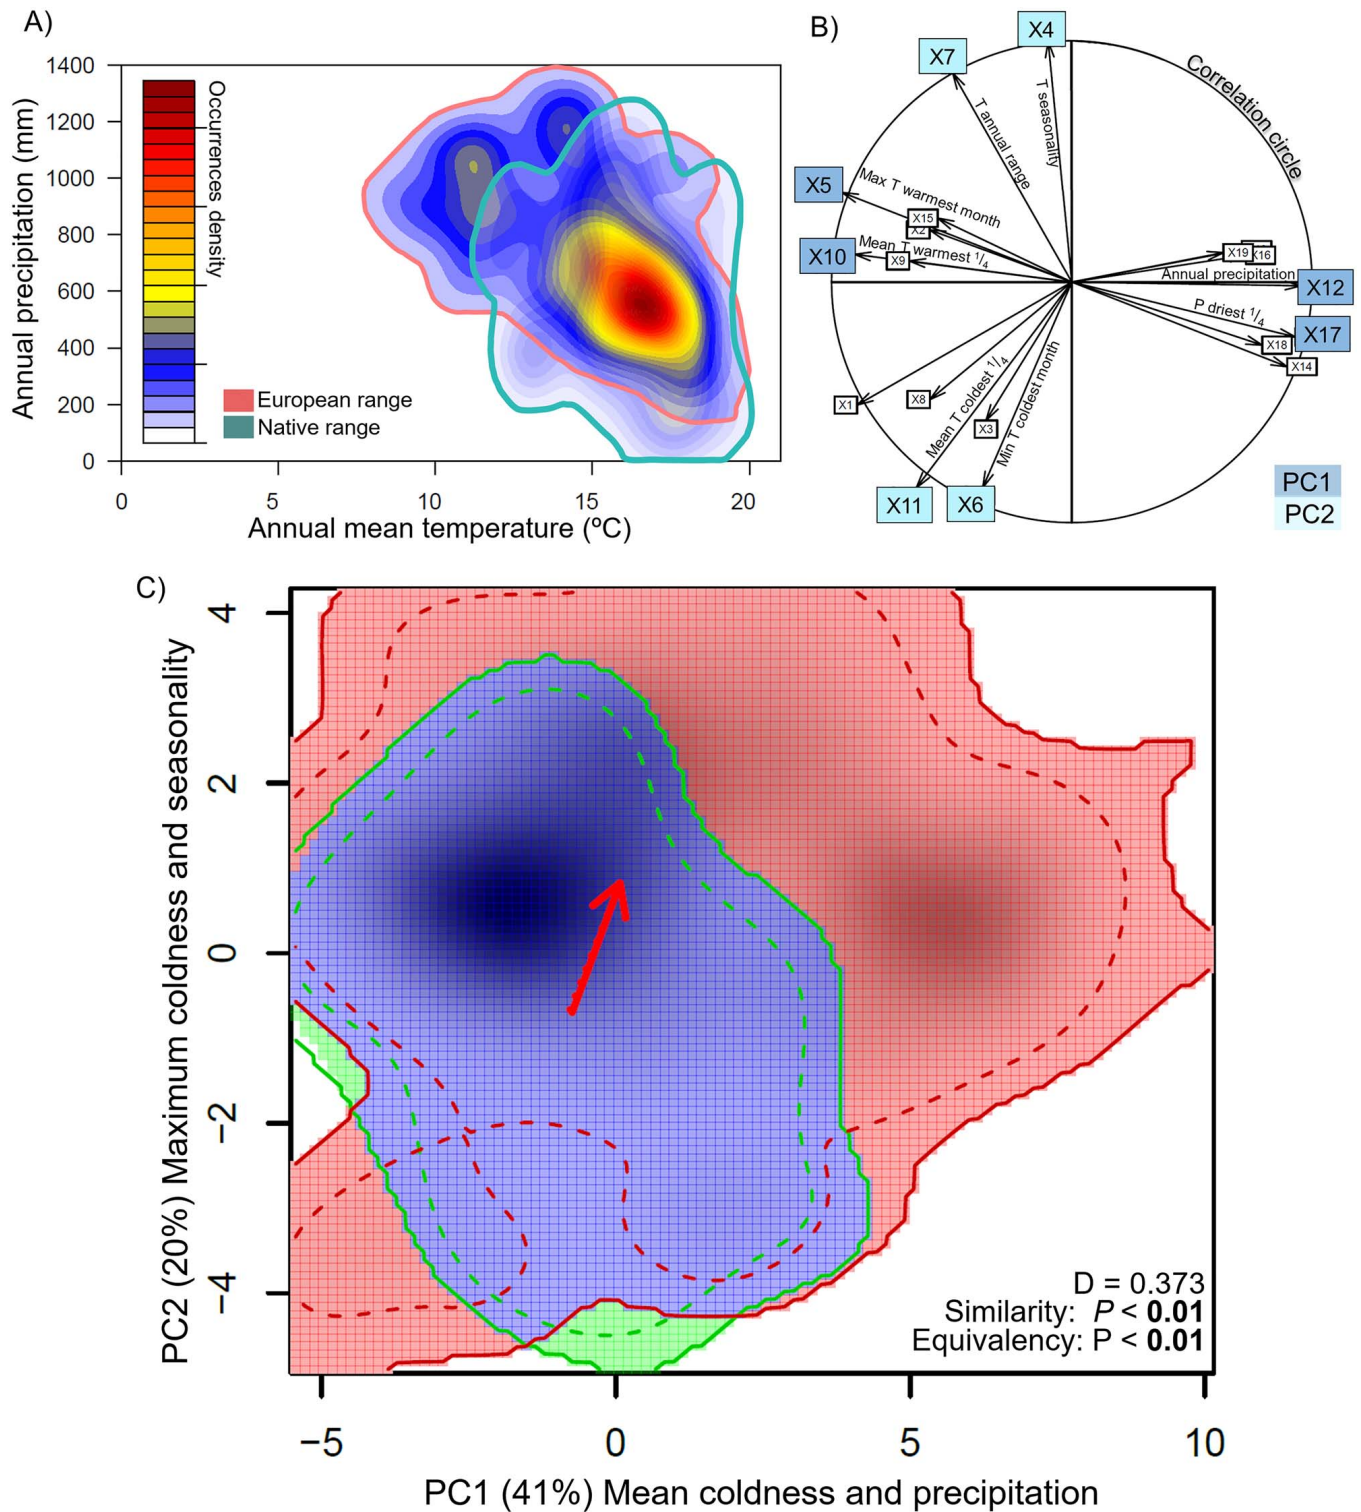 A)
1400
1200
1000
800
600
400
200
0
Annual precipitation (mm)
Occurrences density
European range
Native range
0
5
10
15
20
Annual mean temperature (ºC)
B)
X4
X7
T seasonality
T annual range
Correlation circle
X5
Max T warmest month
X15
X2
X10
Mean T warmest 1/4
X9
X19
X16
Annual precipitation
X12
P driest 1/4
X17
X18
X14
X1
X8
X3
Mean T coldest 1/4
Min T coldest month
X11
X6
PC1
PC2
C)
4
2
0
−2
−4
PC2 (20%) Maximum coldness and seasonality
D = 0.373
Similarity: P < 0.01
Equivalency: P < 0.01
−5
0
5
10
PC1 (41%) Mean coldness and precipitation